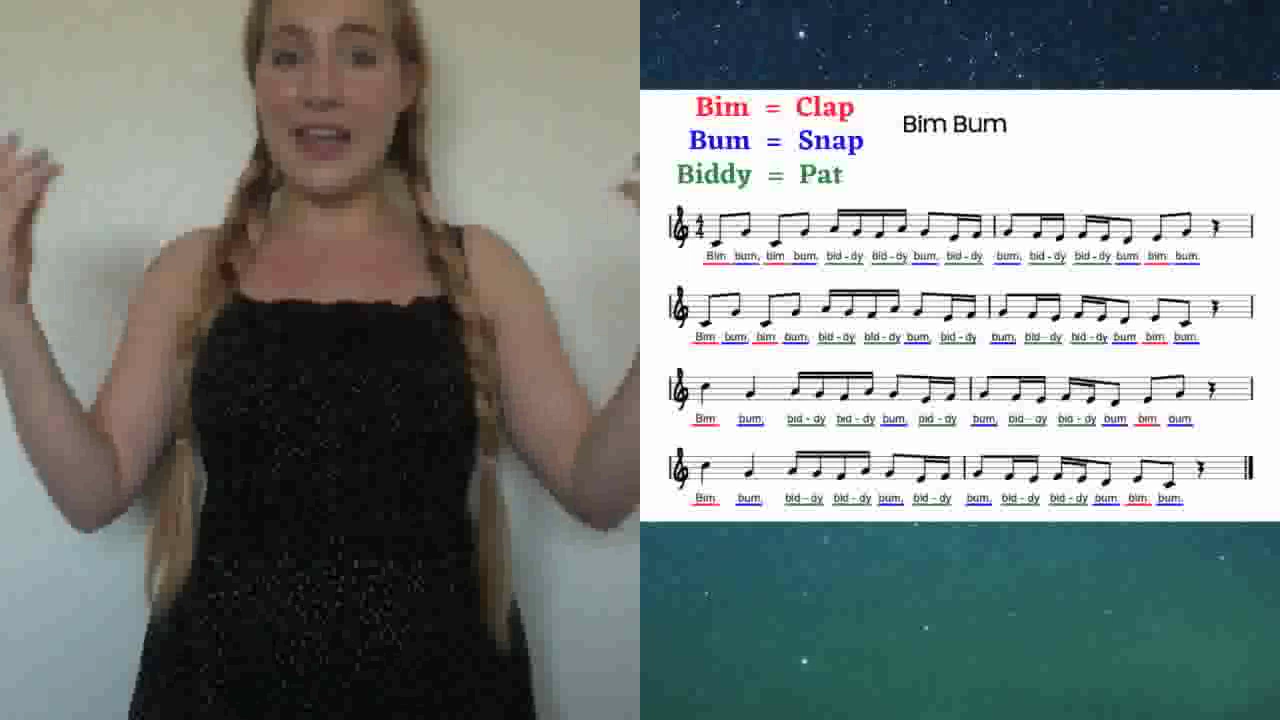 Bim = Clap
Bum = Snap
Biddy = Pat
Bim Bum
4
4
Bim bum, bim bum, bid - dy bid - dy bum, bid - dy bum, bid - dy bid - dy bum bim bum.
Bim bum, bim bum, bid - dy bid - dy bum, bid - dy bum, bid - dy bid - dy bum bim bum.
Bim bum, bid - dy bid - dy bum, bid - dy bum, bid - dy bid - dy bum bim bum
Bim bum, bid - dy bid - dy bum, bid - dy bum, bid - dy bid - dy bum bim bum.